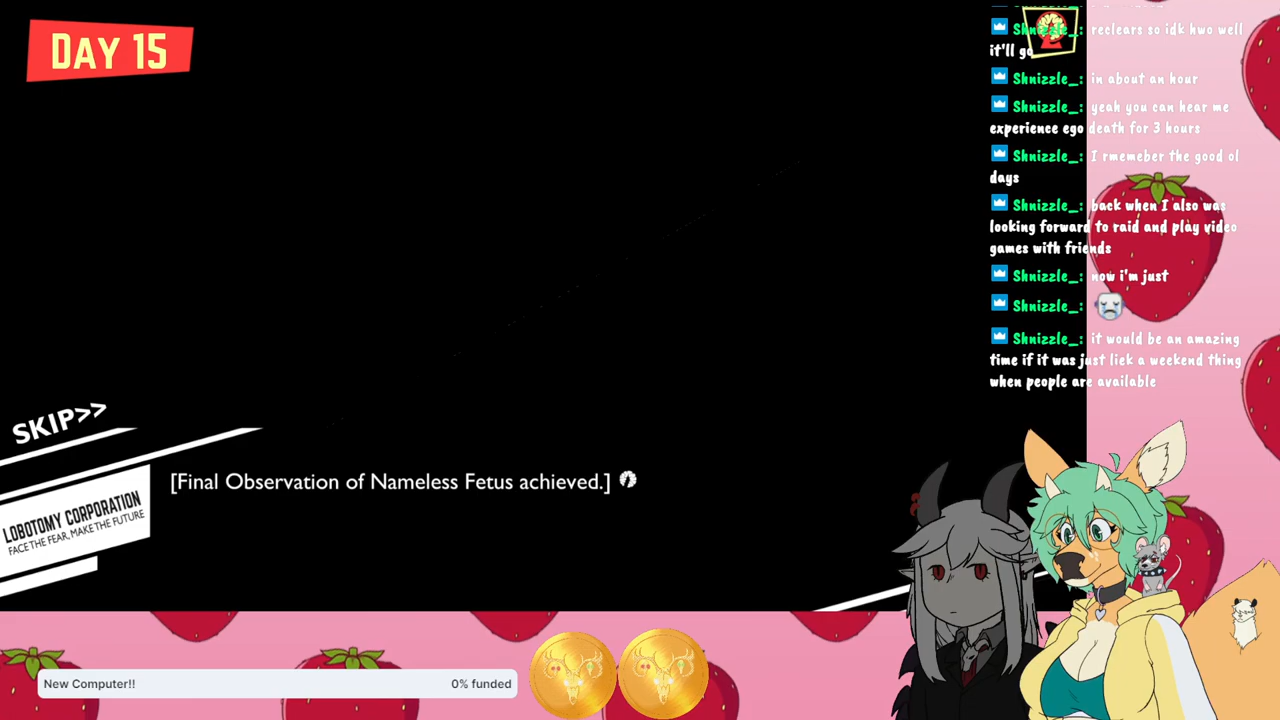 DAY 15
Shnizzle_: reclears so idk hwo well
it'll go
Shnizzle_: in about an hour
Shnizzle_: yeah you can hear me
experience ego death for 3 hours
Shnizzle_: I rmemeber the good ol
days
Shnizzle_: back when I also was
looking forward to raid and play video
games with friends
Shnizzle_: now i'm just
Shnizzle_:
Shnizzle_: it would be an amazing
time if it was just liek a weekend thing
when people are available
SKIP>>
[Final Observation of Nameless Fetus achieved.]
LOBOTOMY CORPORATION
FACE THE FEAR, MAKE THE FUTURE
New Computer!! 0% funded